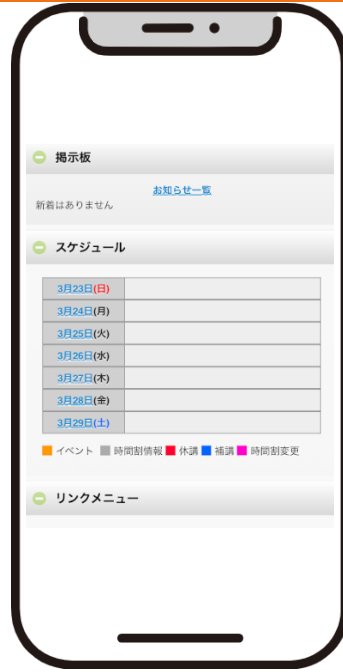 掲示板
お知らせ一覧
新着はありません
スケジュール
3月23日(日)
3月24日(月)
3月25日(火)
3月26日(水)
3月27日(木)
3月28日(金)
3月29日(土)
イベント 時間割情報 休講 補講 時間割変更
リンクメニュー